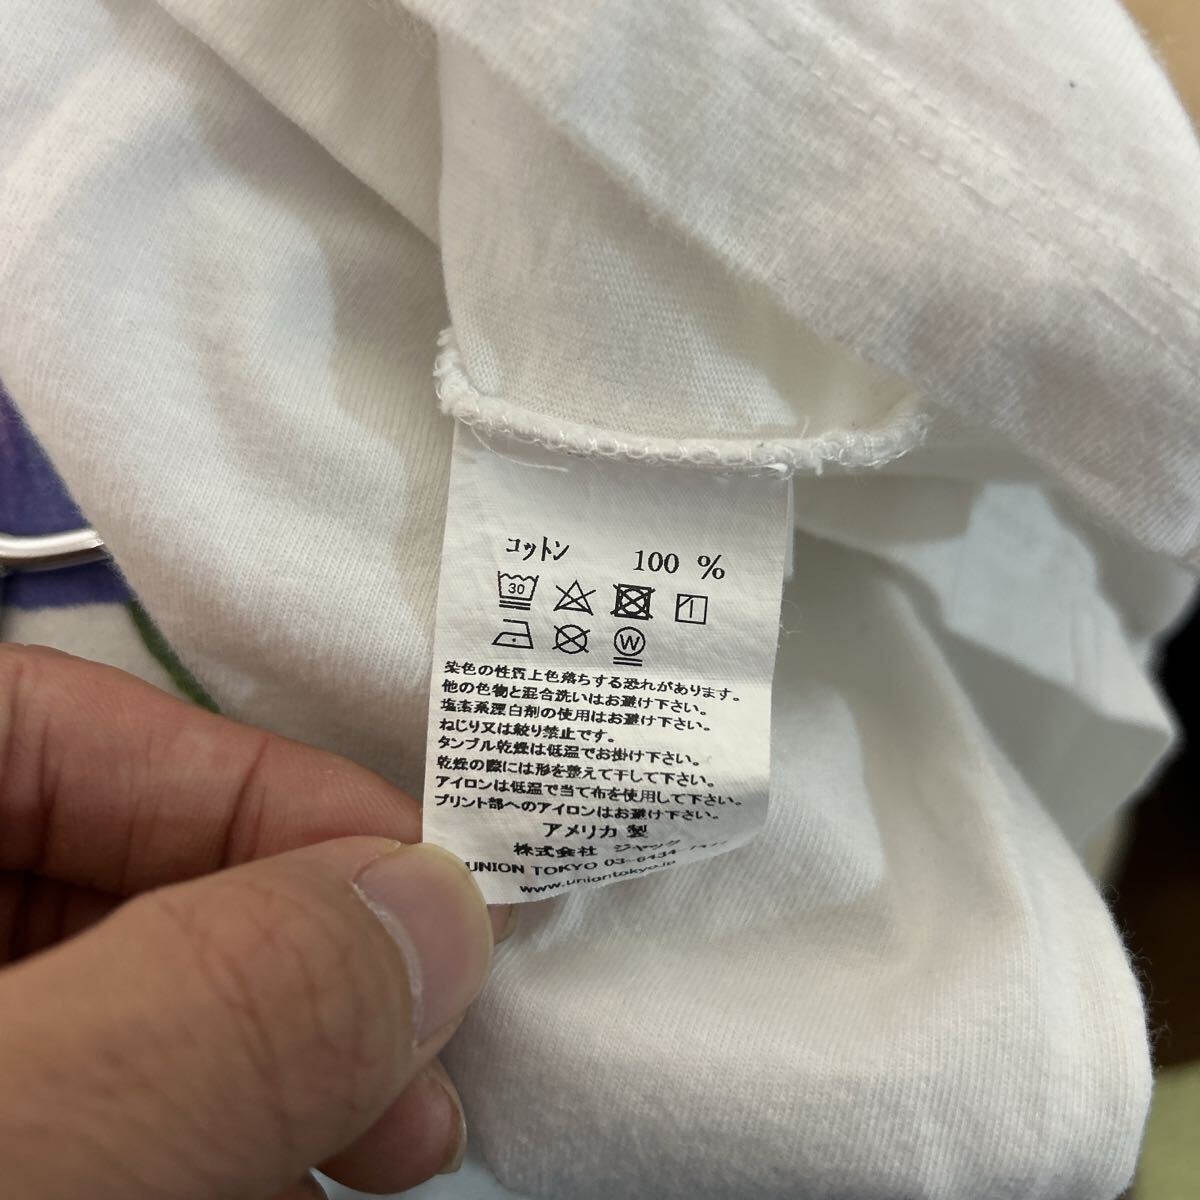 コットン 100 %
30
W
染色の性質上色落ちする恐れがあります。
他の色物と混合洗いはお避け下さい。
塩素系漂白剤の使用はお避け下さい。
ねじり又は絞り禁止です。
タンブル乾燥は低温でお掛け下さい。
乾燥の際には形を整えて干して下さい。
アイロンは低温で当て布を使用して下さい。
プリント部へのアイロンはお避け下さい。
アメリカ 製
株式会社 ジャック
UNION TOKYO 03-6434-
www.uniontokyo.jp